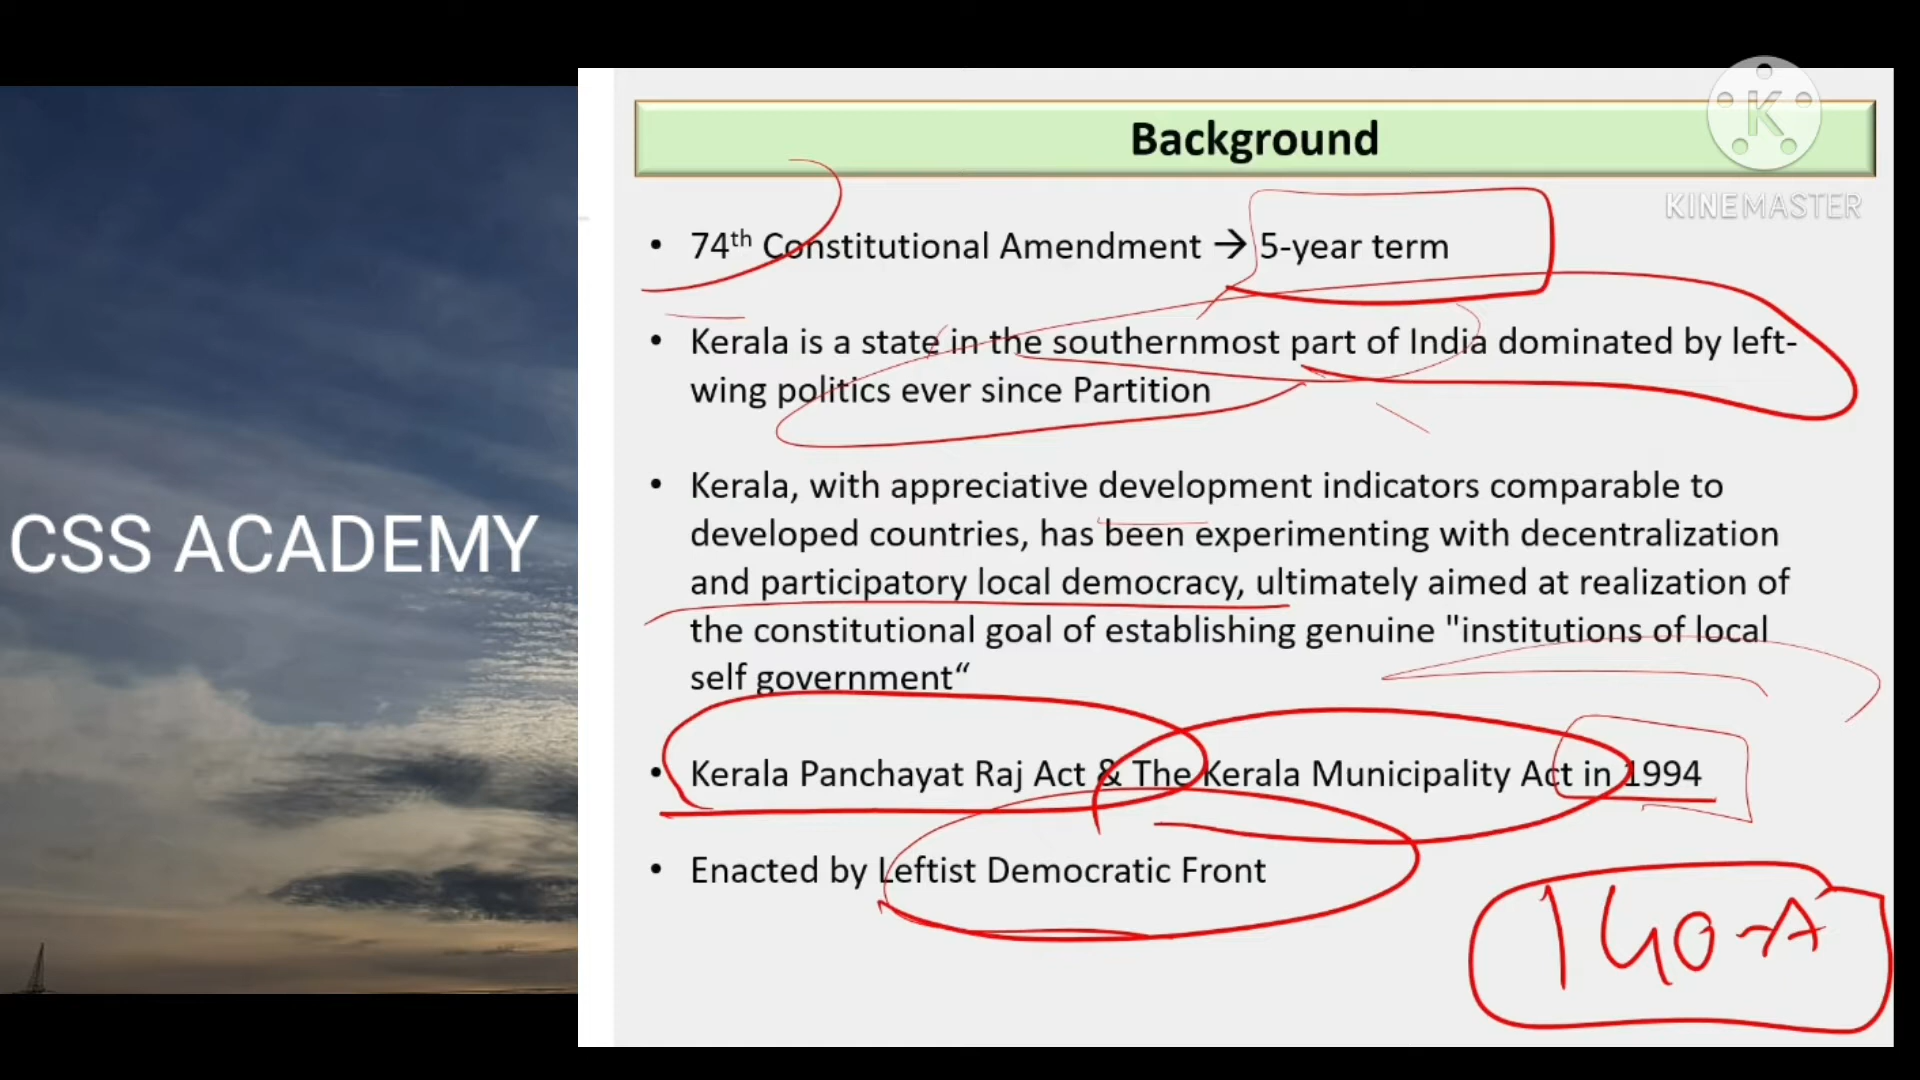 CSS ACADEMY
K
KINEMASTER
Background
• 74th Constitutional Amendment → 5-year term
• Kerala is a state in the southernmost part of India dominated by left-
wing politics ever since Partition
• Kerala, with appreciative development indicators comparable to
developed countries, has been experimenting with decentralization
and participatory local democracy, ultimately aimed at realization of
the constitutional goal of establishing genuine "institutions of local
self government“
• Kerala Panchayat Raj Act & The Kerala Municipality Act in 1994
• Enacted by Leftist Democratic Front
140-A